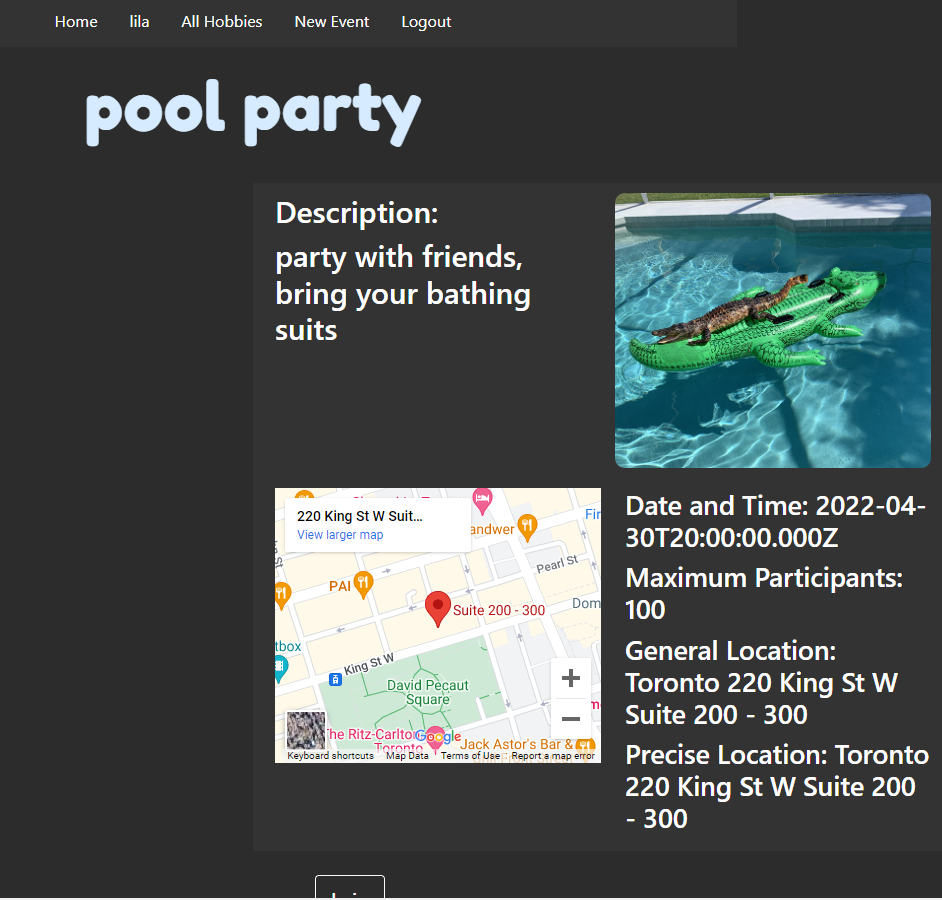 Home lila All Hobbies New Event Logout
pool party
Description:
party with friends,
bring your bathing
suits
220 King St W Suit...
View larger map
andwer
Fir
Pearl St
PAI
Suite 200 - 300
Dom
tbox
King St W
David Pecaut
Square
The Ritz-Carlton
Toronto
Google
Jack Astor's Bar &
Keyboard shortcuts Map Data Terms of Use Report a map error
Date and Time: 2022-04-
30T20:00:00.000Z
Maximum Participants:
100
General Location:
Toronto 220 King St W
Suite 200 - 300
Precise Location: Toronto
220 King St W Suite 200
- 300